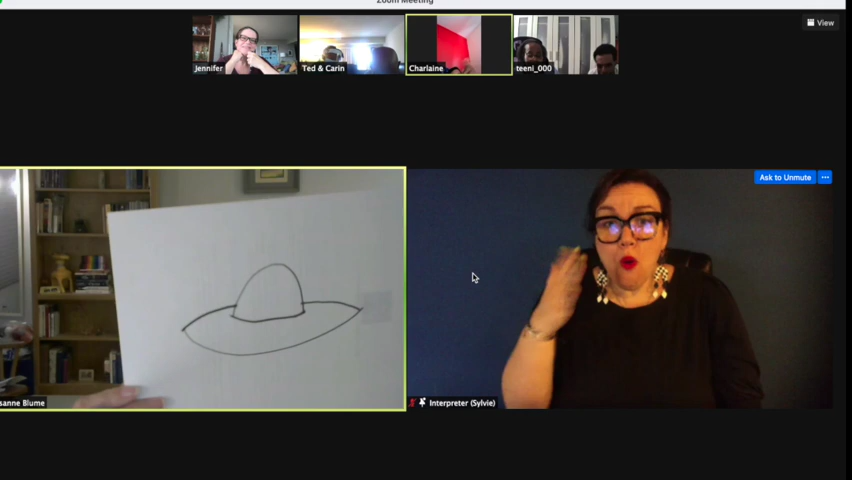 Zoom Meeting
View
Jennifer
Ted & Carin
Charlaine
teeni_000
Ask to Unmute
sanne Blume
Interpreter (Sylvie)